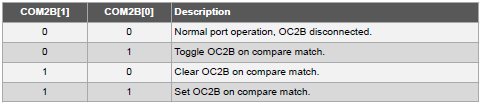 COM2B[1] COM2B[0] Description
0 0 Normal port operation, OC2B disconnected.
0 1 Toggle OC2B on compare match.
1 0 Clear OC2B on compare match.
1 1 Set OC2B on compare match.